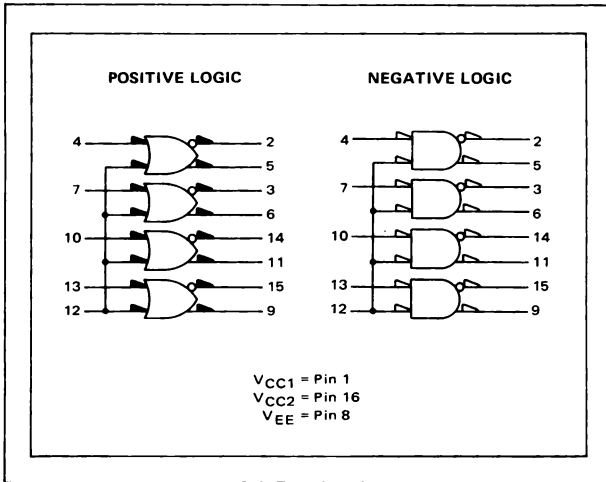 POSITIVE LOGIC NEGATIVE LOGIC
4 2 4 2
5 5
7 3 7 3
6 6
10 14 10 14
11 11
13 15 13 15
12 9 12 9
VCC1 = Pin 1
VCC2 = Pin 16
VEE = Pin 8